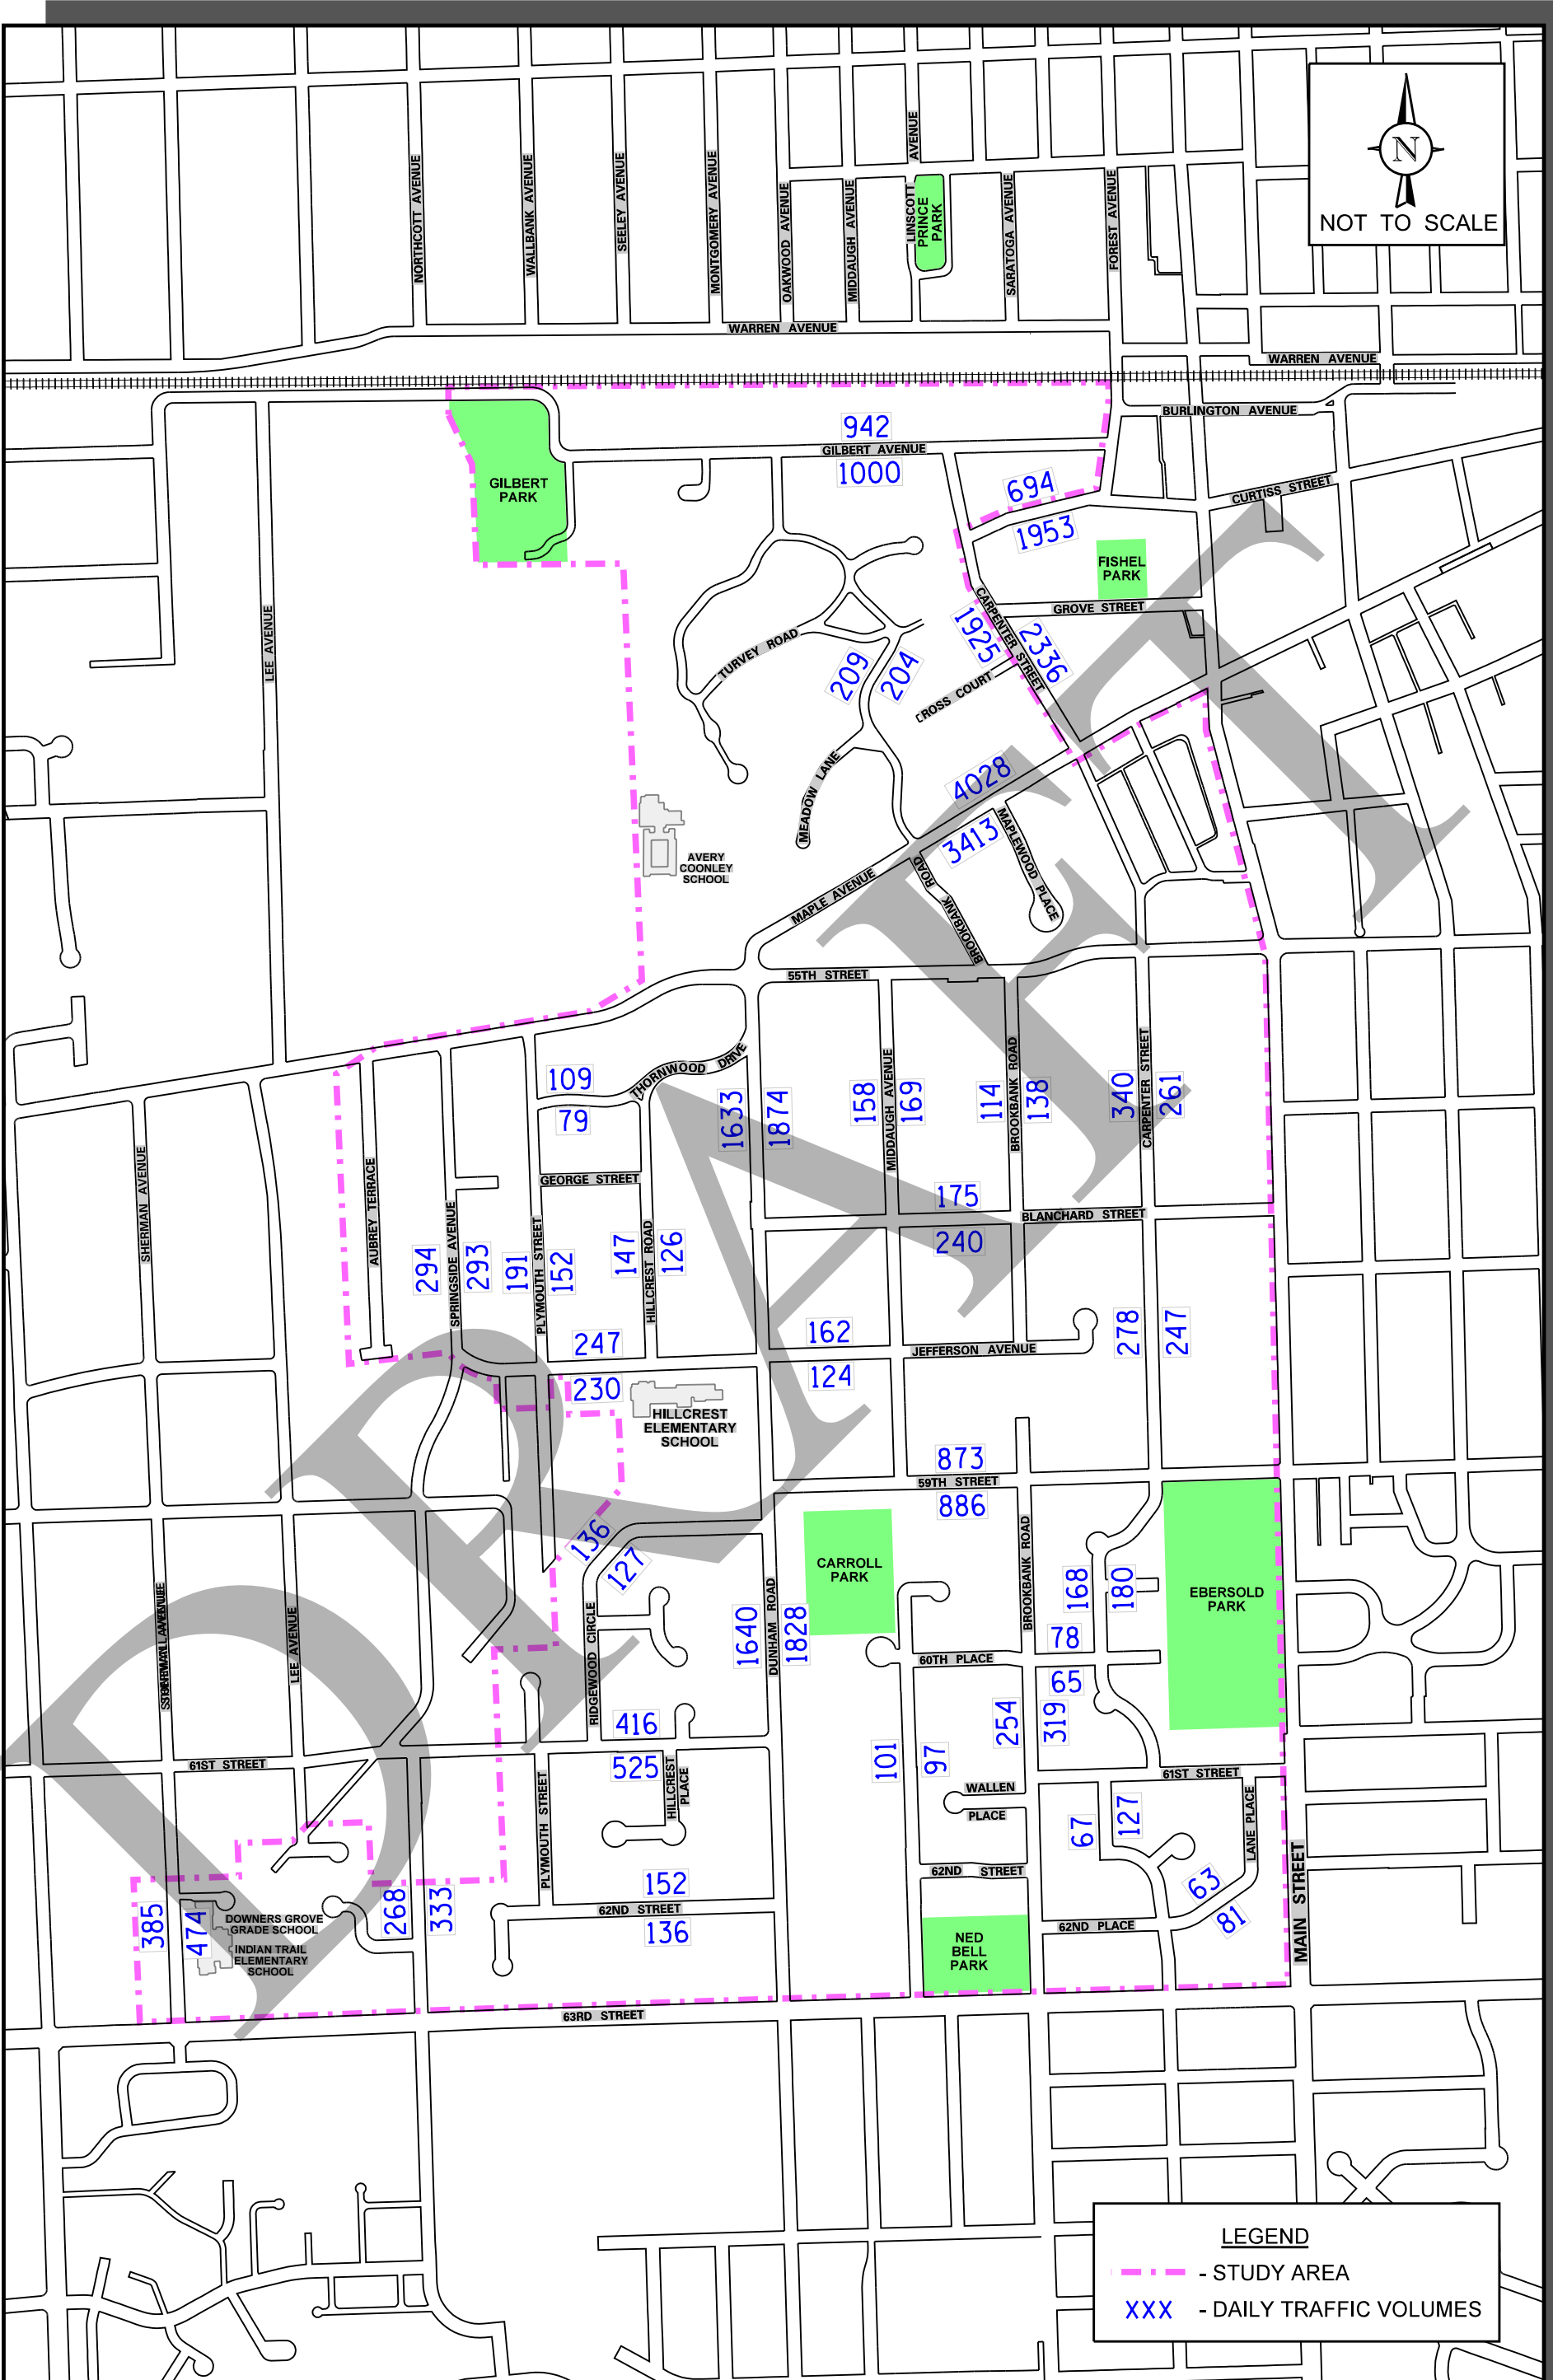 AVENUE
NORTHCOTT AVENUE
WALLBANK AVENUE
SEELEY AVENUE
MONTGOMERY AVENUE
OAKWOOD AVENUE
MIDDAUGH AVENUE
LINSCOTT
PRINCE
PARK
SARATOGA AVENUE
FOREST AVENUE
N
NOT TO SCALE
WARREN AVENUE
WARREN AVENUE
BURLINGTON AVENUE
942
GILBERT AVENUE
1000
GILBERT
PARK
694
1953
CURTISS STREET
FISHEL
PARK
GROVE STREET
LEE AVENUE
CARPENTER STREET
1925
2336
TURVEY ROAD
209
204
CROSS COURT
MEADOW LANE
4028
3413
MAPLEWOOD PLACE
AVERY
COONLEY
SCHOOL
MAPLE AVENUE
BROOKBANK
ROAD
55TH STREET
THORNWOOD DRIVE
109
79
1633
1874
158
MIDDAUGH AVENUE
169
114
BROOKBANK ROAD
138
340
CARPENTER STREET
261
SHERMAN AVENUE
AUBREY TERRACE
GEORGE STREET
175
BLANCHARD STREET
240
294
SPRINGSIDE AVENUE
293
191
PLYMOUTH STREET
152
147
HILLCREST ROAD
126
247
230
162
124
JEFFERSON AVENUE
278
247
HILLCREST
ELEMENTARY
SCHOOL
873
59TH STREET
886
136
127
CARROLL
PARK
BROOKBANK ROAD
168
180
EBERSOLD
PARK
LEE AVENUE
RIDGEWOOD CIRCLE
1640
DUNHAM ROAD
1828
78
60TH PLACE
65
254
319
416
525
61ST STREET
HILLCREST
PLACE
PLYMOUTH STREET
101
97
WALLEN
PLACE
61ST STREET
67
127
LANE PLACE
MAIN STREET
62ND STREET
63
81
62ND PLACE
152
62ND STREET
136
385
474
268
333
DOWNERS GROVE
GRADE SCHOOL
INDIAN TRAIL
ELEMENTARY
SCHOOL
NED
BELL
PARK
63RD STREET
DRAFT
LEGEND
- STUDY AREA
XXX - DAILY TRAFFIC VOLUMES